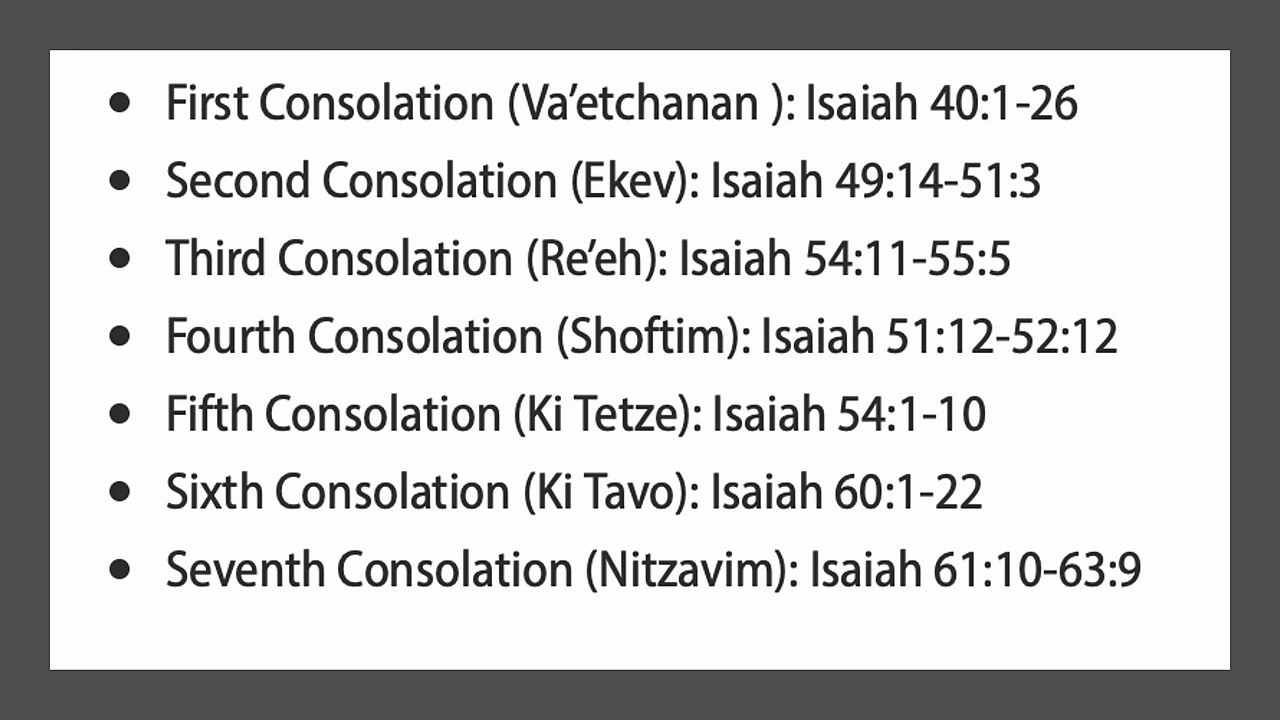 • First Consolation (Va’etchanan ): Isaiah 40:1-26
• Second Consolation (Ekev): Isaiah 49:14-51:3
• Third Consolation (Re’eh): Isaiah 54:11-55:5
• Fourth Consolation (Shoftim): Isaiah 51:12-52:12
• Fifth Consolation (Ki Tetze): Isaiah 54:1-10
• Sixth Consolation (Ki Tavo): Isaiah 60:1-22
• Seventh Consolation (Nitzavim): Isaiah 61:10-63:9